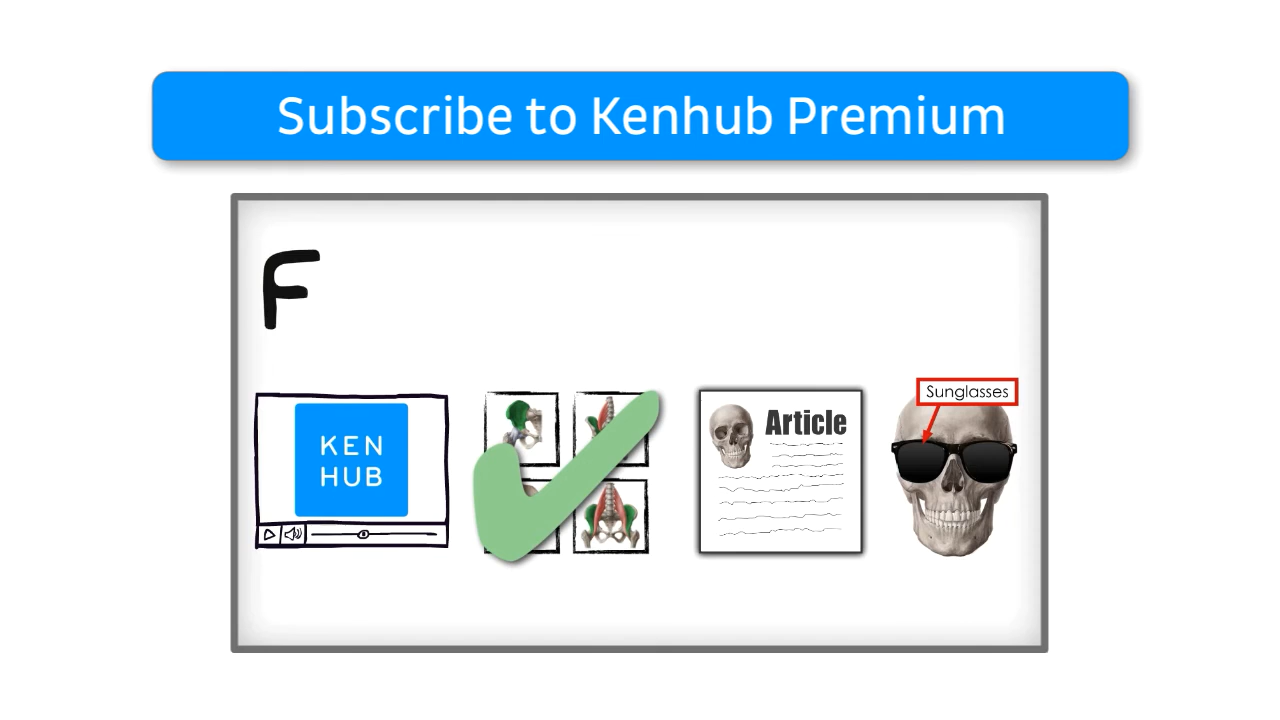 Subscribe to Kenhub Premium
F
Sunglasses
Article
KEN
HUB